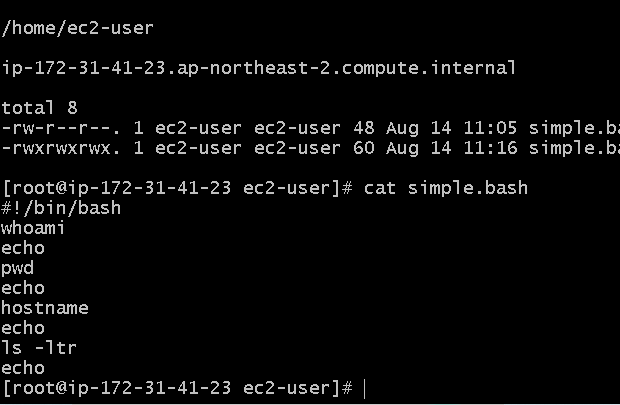 /home/ec2-user
ip-172-31-41-23.ap-northeast-2.compute.internal
total 8
-rw-r--r--. 1 ec2-user ec2-user 48 Aug 14 11:05 simple.ba
-rwxrwxrwx. 1 ec2-user ec2-user 60 Aug 14 11:16 simple.ba
[root@ip-172-31-41-23 ec2-user]# cat simple.bash
#!/bin/bash
whoami
echo
pwd
echo
hostname
echo
ls -ltr
echo
[root@ip-172-31-41-23 ec2-user]#